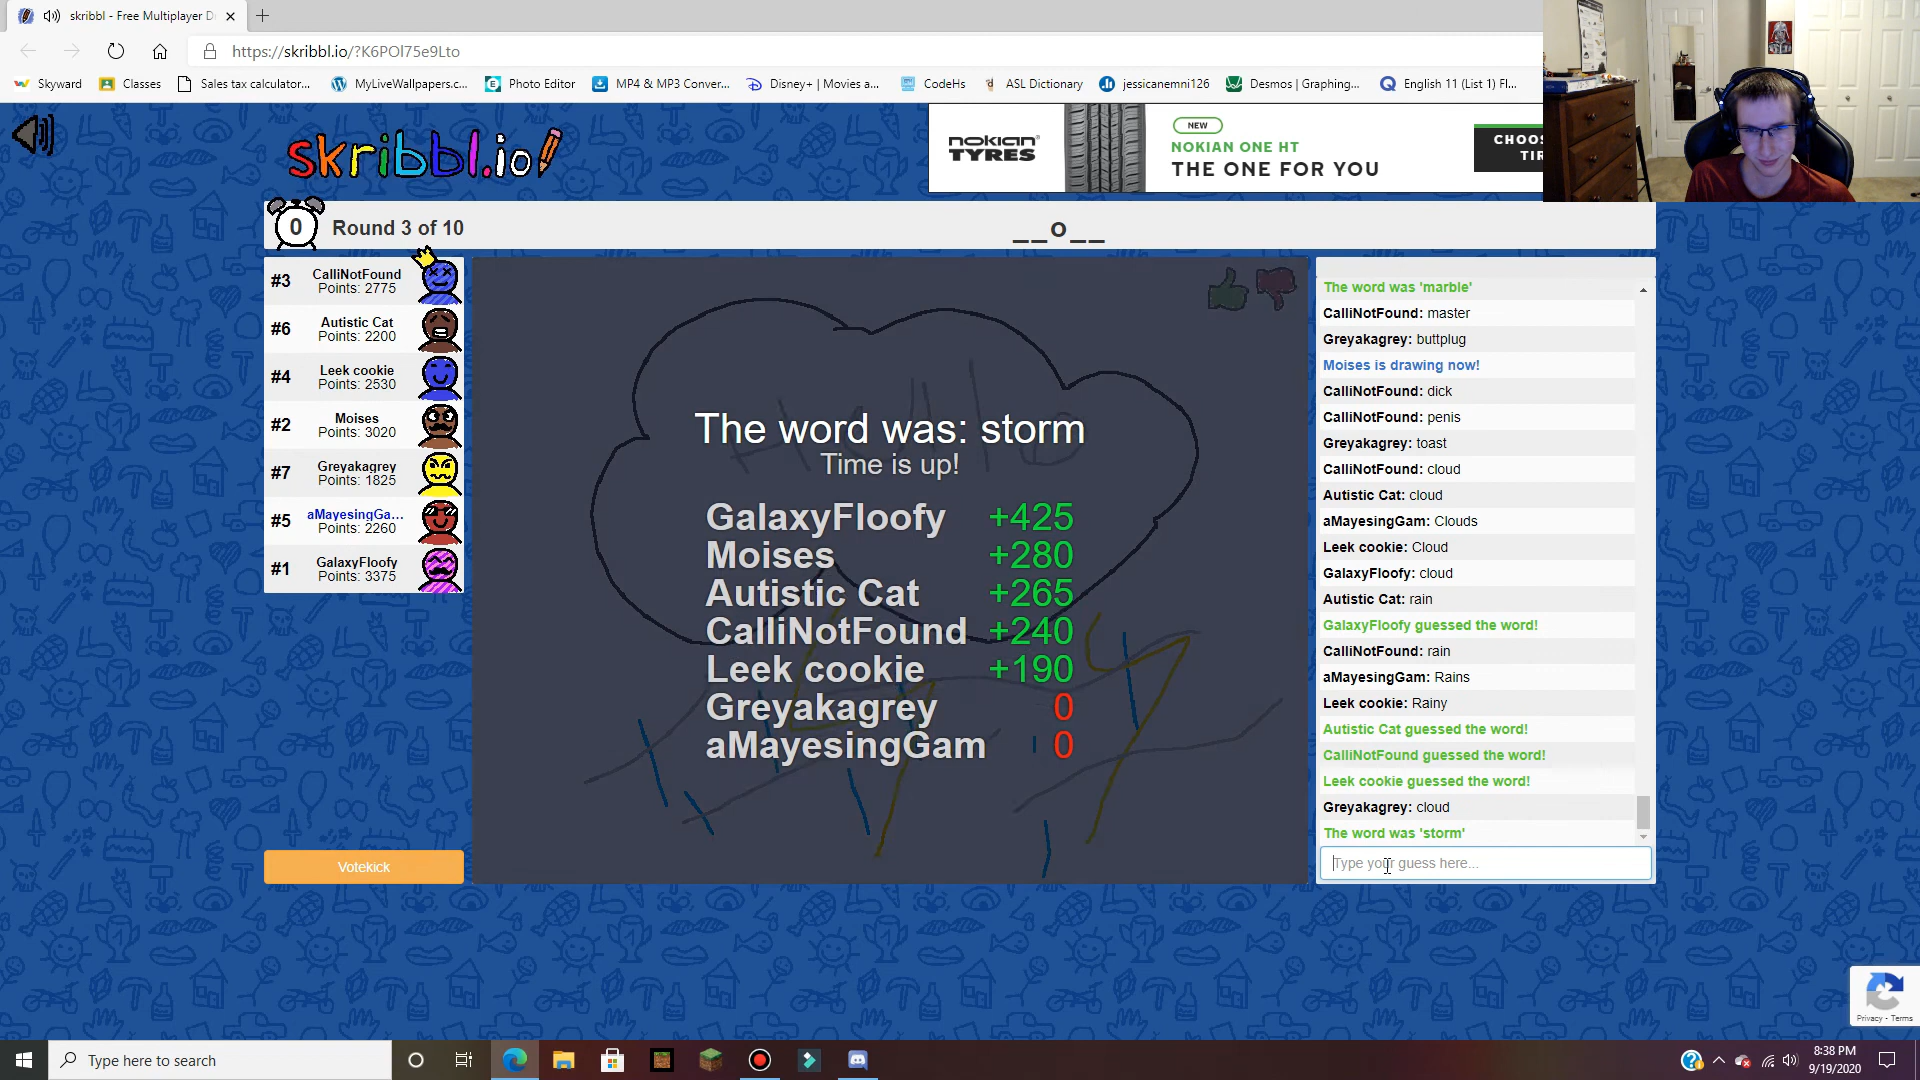 skribbl - Free Multiplayer D
https://skribbl.io/?K6POl75e9Lto
Skyward
Classes
Sales tax calculator...
MyLiveWallpapers.c...
Photo Editor
MP4 & MP3 Conver...
Disney+ | Movies a...
CodeHs
ASL Dictionary
jessicanemni126
Desmos | Graphing...
English 11 (List 1) Fl...
skribbl.io
nokian TYRES
NEW
NOKIAN ONE HT
THE ONE FOR YOU
0
Round 3 of 10
__o__
#3
CalliNotFound
Points: 2775
#6
Autistic Cat
Points: 2200
#4
Leek cookie
Points: 2530
#2
Moises
Points: 3020
#7
Greyakagrey
Points: 1825
#5
aMayesingGa...
Points: 2260
#1
GalaxyFloofy
Points: 3375
Votekick
Hello
The word was: storm
Time is up!
GalaxyFloofy +425
Moises +280
Autistic Cat +265
CalliNotFound +240
Leek cookie +190
Greyakagrey 0
aMayesingGam 0
The word was 'marble'
CalliNotFound: master
Greyakagrey: buttplug
Moises is drawing now!
CalliNotFound: dick
CalliNotFound: penis
Greyakagrey: toast
CalliNotFound: cloud
Autistic Cat: cloud
aMayesingGam: Clouds
Leek cookie: Cloud
GalaxyFloofy: cloud
Autistic Cat: rain
GalaxyFloofy guessed the word!
CalliNotFound: rain
aMayesingGam: Rains
Leek cookie: Rainy
Autistic Cat guessed the word!
CalliNotFound guessed the word!
Leek cookie guessed the word!
Greyakagrey: cloud
The word was 'storm'
Type your guess here...
Privacy - Terms
Type here to search
8:38 PM
9/19/2020